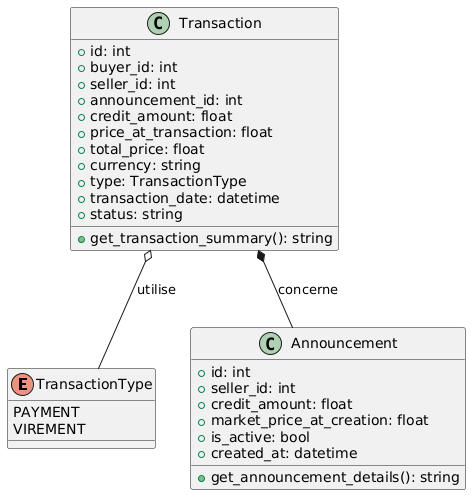 C Transaction
id: int
buyer_id: int
seller_id: int
announcement_id: int
credit_amount: float
price_at_transaction: float
total_price: float
currency: string
type: TransactionType
transaction_date: datetime
status: string
get_transaction_summary(): string
utilise
concerne
E TransactionType
PAYMENT
VIREMENT
C Announcement
id: int
seller_id: int
credit_amount: float
market_price_at_creation: float
is_active: bool
created_at: datetime
get_announcement_details(): string